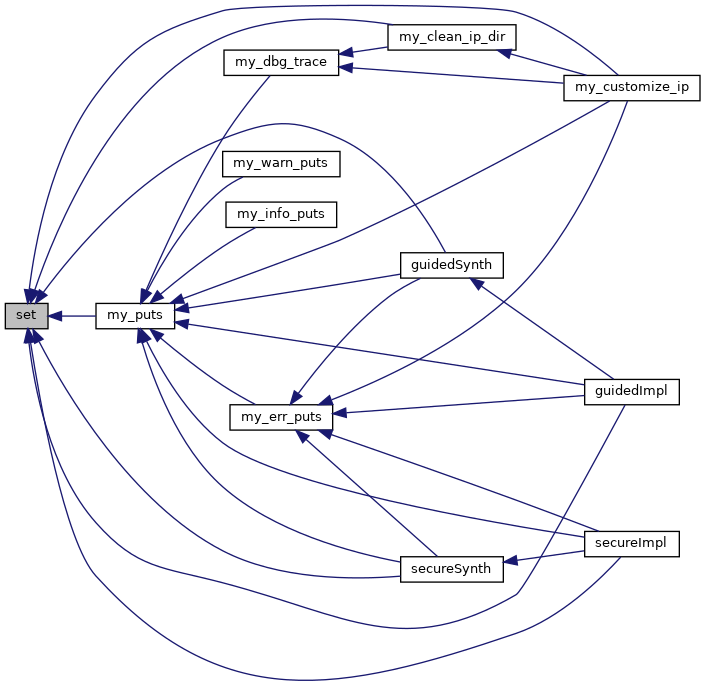 my_clean_ip_dir
my_dbg_trace
my_customize_ip
my_warn_puts
my_info_puts
guidedSynth
set
my_puts
guidedImpl
my_err_puts
secureImpl
secureSynth